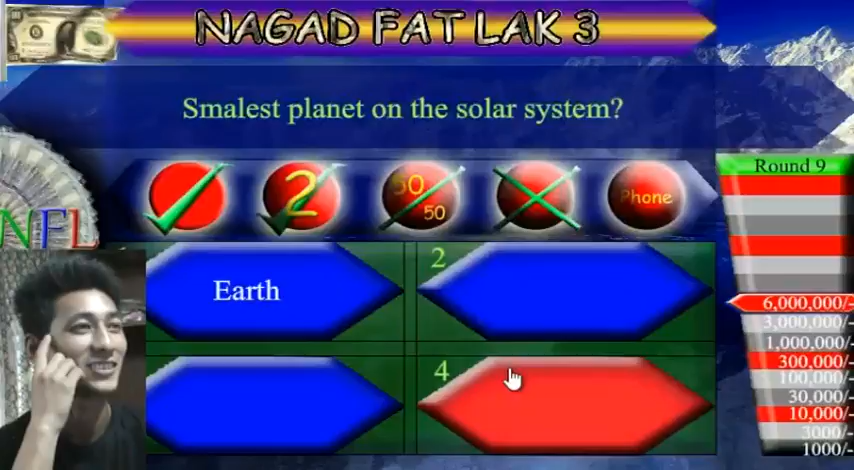 NAGAD FAT LAK 3
Smalest planet on the solar system?
2
50
50
Phone
NFL
Round 9
Earth
2
4
6,000,000/-
3,000,000/-
1,000,000/-
300,000/-
100,000/-
30,000/-
10,000/-
3000/-
1000/-